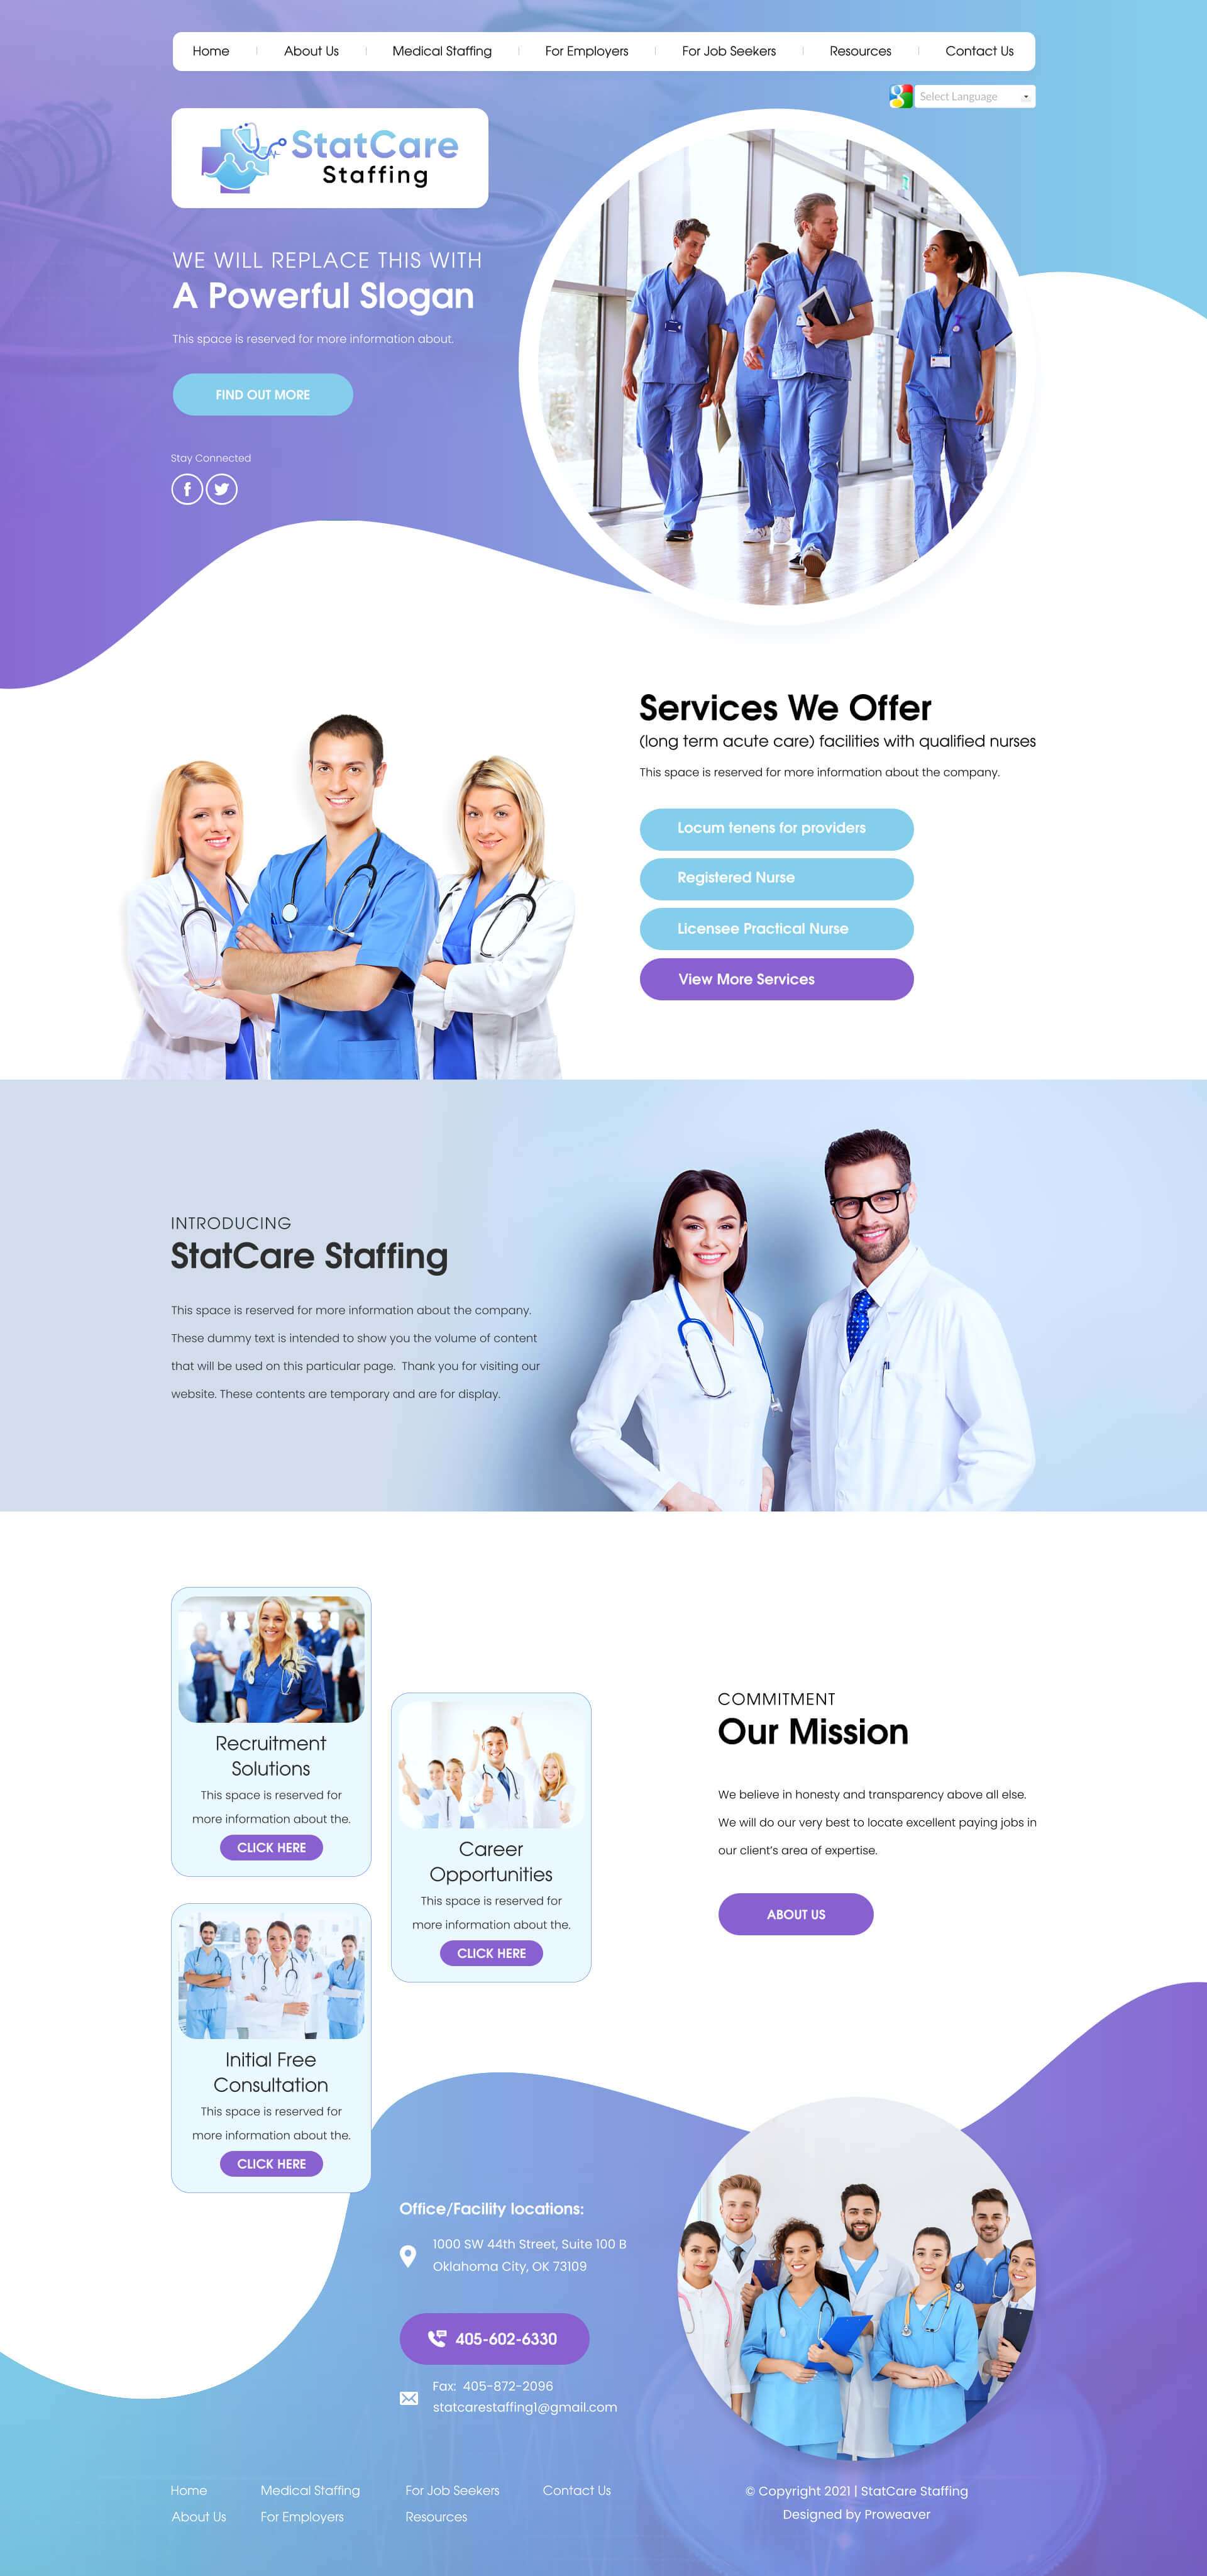 Home
About Us
Medical Staffing
For Employers
For Job Seekers
Resources
Contact Us
Select Language
StatCare
Staffing
WE WILL REPLACE THIS WITH
A Powerful Slogan
This space is reserved for more information about.
FIND OUT MORE
Stay Connected
Services We Offer
(long term acute care) facilities with qualified nurses
This space is reserved for more information about the company.
Locum tenens for providers
Registered Nurse
Licensee Practical Nurse
View More Services
INTRODUCING
StatCare Staffing
This space is reserved for more information about the company.
These dummy text is intended to show you the volume of content
that will be used on this particular page. Thank you for visiting our
website. These contents are temporary and are for display.
Recruitment
Solutions
This space is reserved for
more information about the.
CLICK HERE
Career
Opportunities
This space is reserved for
more information about the.
CLICK HERE
Initial Free
Consultation
This space is reserved for
more information about the.
CLICK HERE
COMMITMENT
Our Mission
We believe in honesty and transparency above all else.
We will do our very best to locate excellent paying jobs in
our client's area of expertise.
ABOUT US
Office/Facility locations:
1000 SW 44th Street, Suite 100 B
Oklahoma City, OK 73109
405-602-6330
Fax: 405-872-2096
statcarestaffing1@gmail.com
Home
Medical Staffing
For Job Seekers
Contact Us
About Us
For Employers
Resources
© Copyright 2021 | StatCare Staffing
Designed by Proweaver